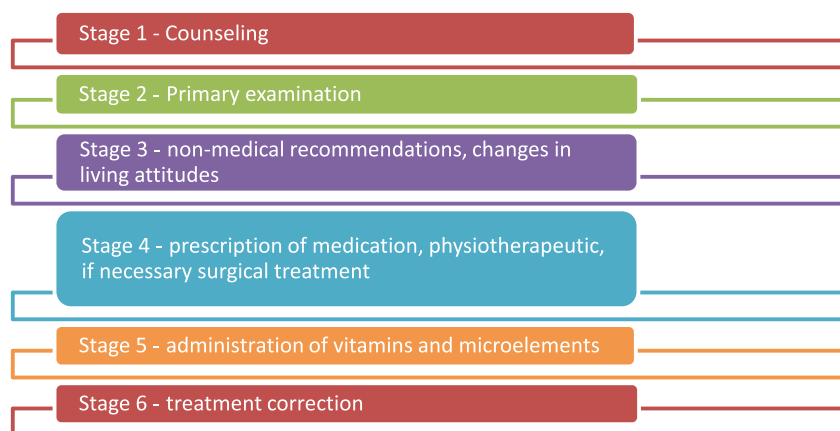 Stage 1 - Counseling
Stage 2 - Primary examination
Stage 3 - non-medical recommendations, changes in
living attitudes
Stage 4 - prescription of medication, physiotherapeutic,
if necessary surgical treatment
Stage 5 - administration of vitamins and microelements
Stage 6 - treatment correction